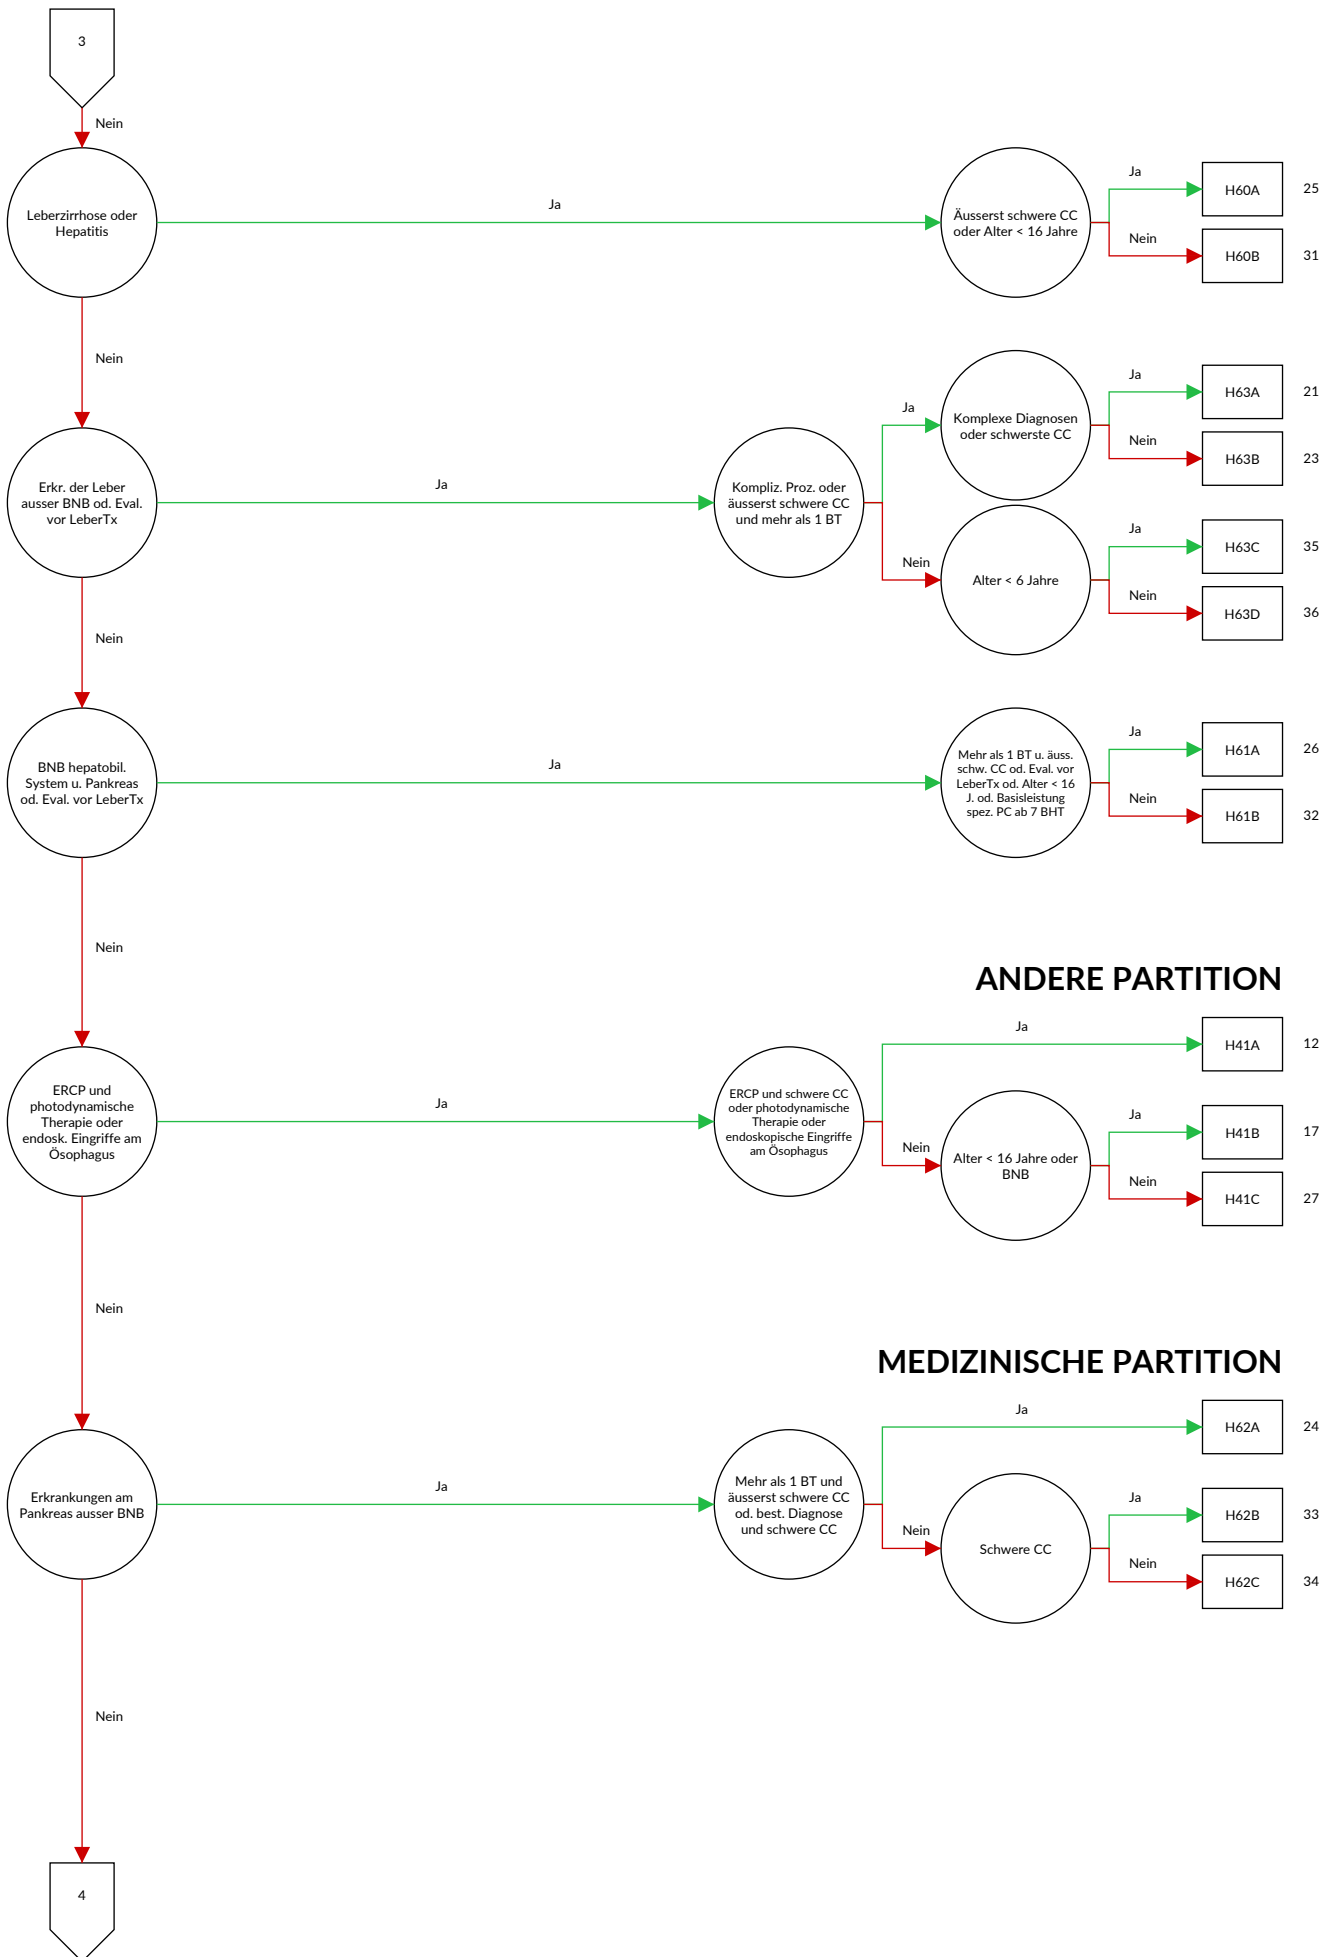 3
Nein
Leberzirrhose oder
Hepatitis
Ja
Äusserst schwere CC
oder Alter < 16 Jahre
Ja
H60A
25
Nein
H60B
31
Nein
Erkr. der Leber
ausser BNB od. Eval.
vor LeberTx
Ja
Kompliz. Proz. oder
äusserst schwere CC
und mehr als 1 BT
Ja
Komplexe Diagnosen
oder schwerste CC
Ja
H63A
21
Nein
H63B
23
Nein
Alter < 6 Jahre
Ja
H63C
35
Nein
H63D
36
Nein
BNB hepatobil.
System u. Pankreas
od. Eval. vor LeberTx
Ja
Mehr als 1 BT u. äuss.
schw. CC od. Eval. vor
LeberTx od. Alter < 16
J. od. Basisleistung
spez. PC ab 7 BHT
Ja
H61A
26
Nein
H61B
32
Nein
ANDERE PARTITION
ERCP und
photodynamische
Therapie oder
endosk. Eingriffe am
Ösophagus
Ja
ERCP und schwere CC
oder photodynamische
Therapie oder
endoskopische Eingriffe
am Ösophagus
Ja
H41A
12
Nein
Alter < 16 Jahre oder
BNB
Ja
H41B
17
Nein
H41C
27
Nein
MEDIZINISCHE PARTITION
Erkrankungen am
Pankreas ausser BNB
Ja
Mehr als 1 BT und
äusserst schwere CC
od. best. Diagnose
und schwere CC
Ja
H62A
24
Nein
Schwere CC
Ja
H62B
33
Nein
H62C
34
Nein
4